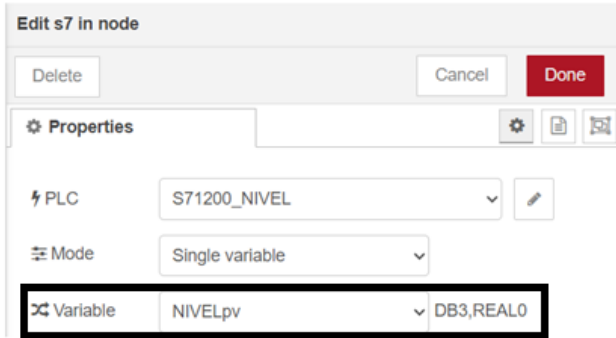 Edit s7 in node
Delete Cancel Done
Properties
PLC S71200_NIVEL
Mode Single variable
Variable NIVELpv DB3,REAL0